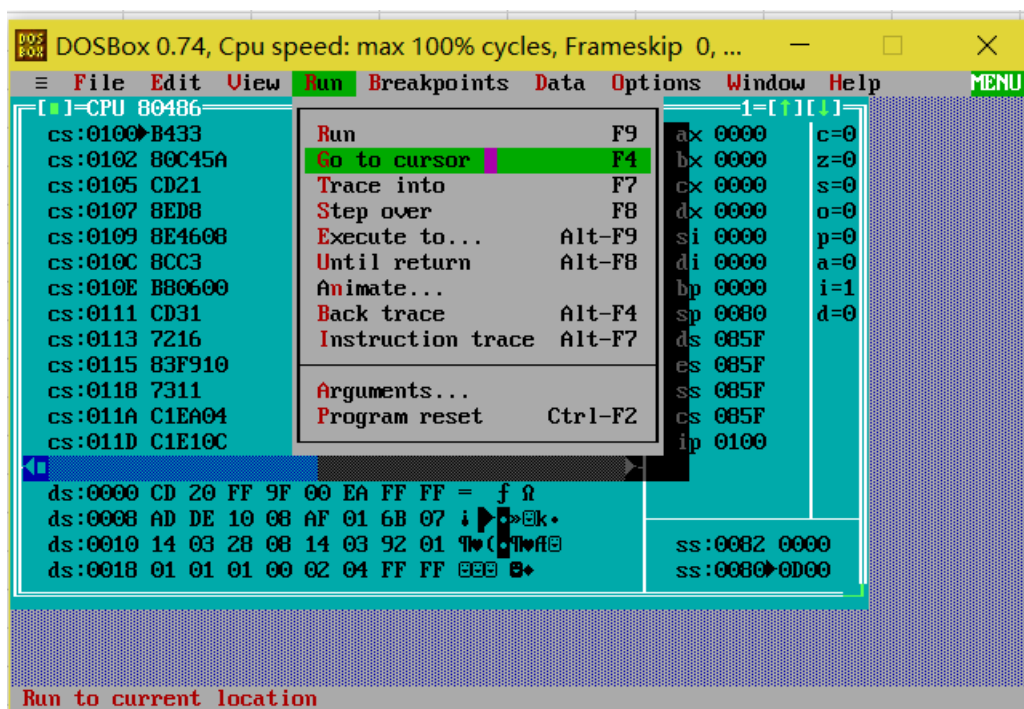 DOSBox 0.74, Cpu speed: max 100% cycles, Frameskip 0, ...
≡ File Edit View Run Breakpoints Data Options Window Help MENU
=[■]=CPU 80486 1=[↑][↓]=
cs:0100 B433 ax 0000 c=0
Run F9
cs:0102 80C45A bx 0000 z=0
Go to cursor F4
cs:0105 CD21 cx 0000 s=0
Trace into F7
cs:0107 8ED8 dx 0000 o=0
Step over F8
cs:0109 8E4608 si 0000 p=0
Execute to... Alt-F9
cs:010C 8CC3 di 0000 a=0
Until return Alt-F8
cs:010E B80600 bp 0000 i=1
Animate...
cs:0111 CD31 sp 0080 d=0
Back trace Alt-F4
cs:0113 7216 ds 085F
Instruction trace Alt-F7
cs:0115 83F910 es 085F
cs:0118 7311 ss 085F
Arguments...
cs:011A C1EA04 cs 085F
Program reset Ctrl-F2
cs:011D C1E10C ip 0100
ds:0000 CD 20 FF 9F 00 EA FF FF = ƒ Ω
ds:0008 AD DE 10 08 AF 01 6B 07
ds:0010 14 03 28 08 14 03 92 01
ds:0018 01 01 01 00 02 04 FF FF
ss:0082 0000
ss:0080 0D00
Run to current location